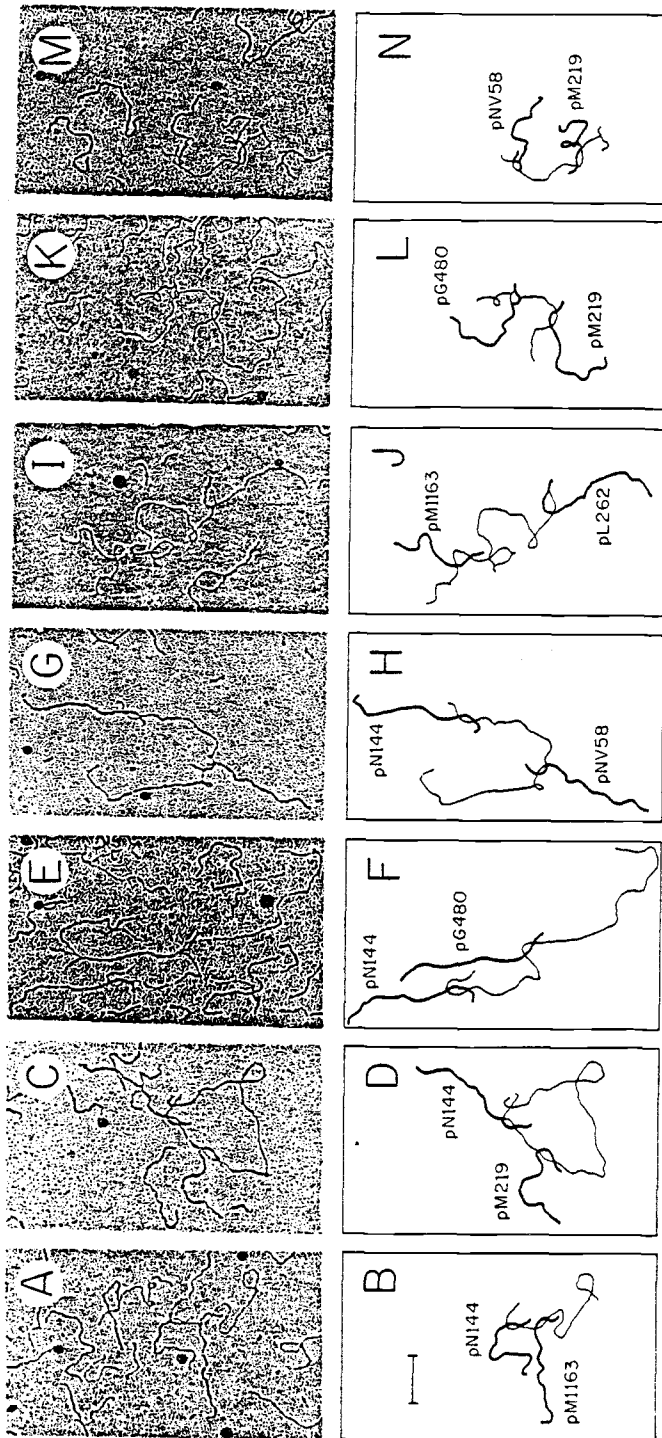 A
C
E
G
I
K
M
B
pN144
pM1163
D
pN144
pM219
F
pN144
pG480
H
pN144
pNV58
J
pM1163
pL262
L
pG480
pM219
N
pNV58
pM219